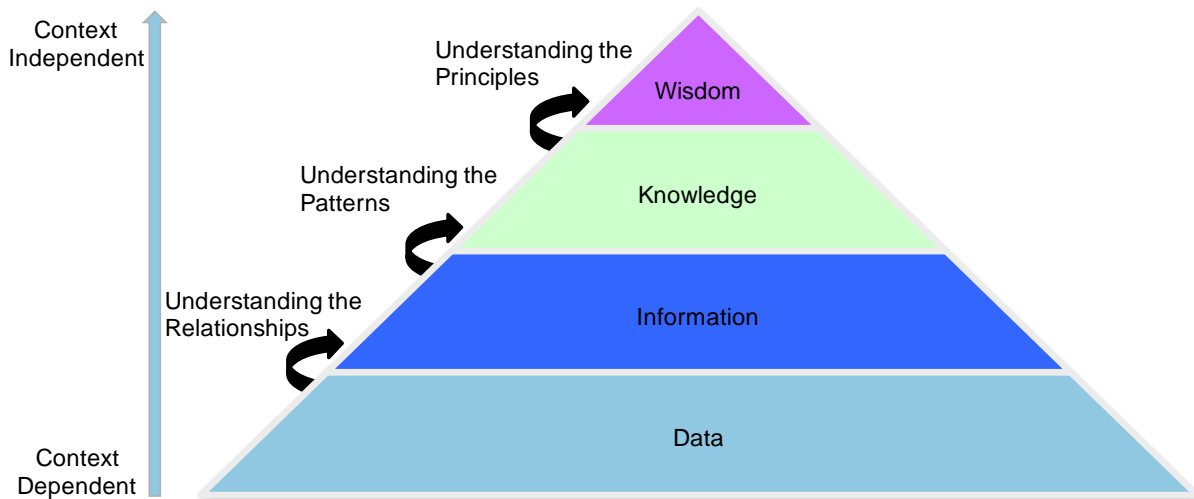 Context
Independent
Understanding the
Principles
Wisdom
Understanding the
Patterns
Knowledge
Understanding the
Relationships
Information
Data
Context
Dependent